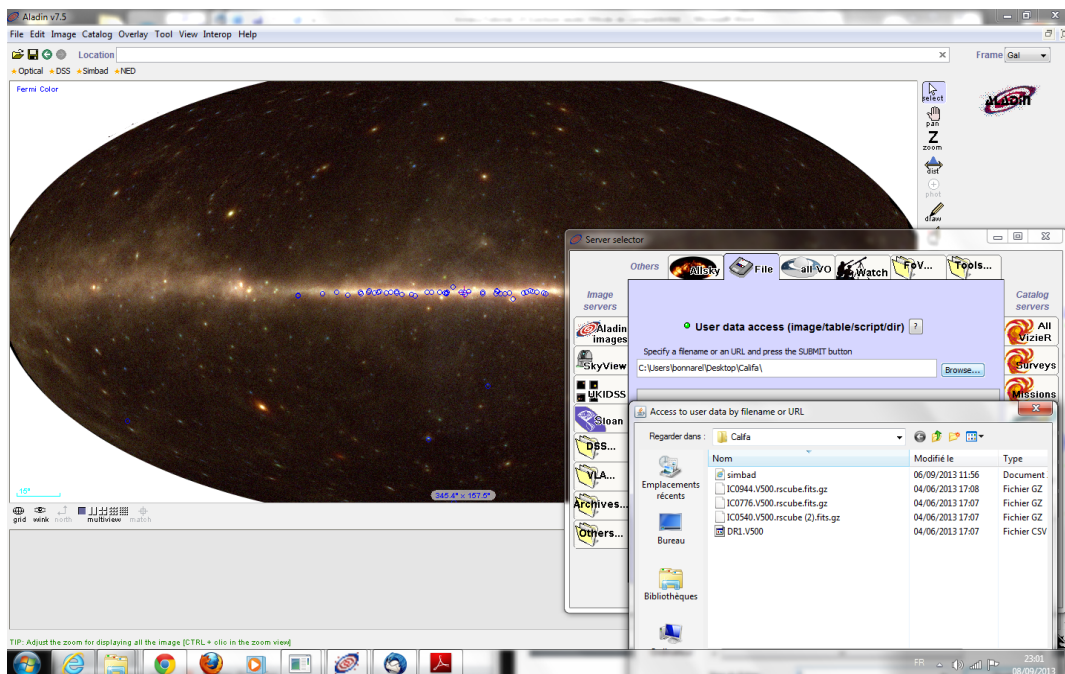 Aladin v7.5
File Edit Image Catalog Overlay Tool View Interop Help
Location
Frame Gal
Optical DSS Simbad NED
Fermi Color
select
pan
Z
zoom
dist
phot
draw
ALADIN
15°
345.4° × 157.5°
grid wink north multiview match
TIP: Adjust the zoom for displaying all the image [CTRL + clic in the zoom view]
Server selector
Others
Allsky
File
all VO
Watch
FoV...
Tools...
Image servers
Aladin images
SkyView
UKIDSS
Sloan
DSS...
VLA...
Archives...
Others...
Catalog servers
All VizieR
Surveys
Missions
User data access (image/table/script/dir) ?
Specify a filename or an URL and press the SUBMIT button
C:\Users\bonnarel\Desktop\Califa\
Browse...
Access to user data by filename or URL
Regarder dans : Califa
Nom Modifié le Type
simbad 06/09/2013 11:56 Document
IC0944.V500.rscube.fits.gz 04/06/2013 17:08 Fichier GZ
IC0776.V500.rscube.fits.gz 04/06/2013 17:07 Fichier GZ
IC0540.V500.rscube (2).fits.gz 04/06/2013 17:07 Fichier GZ
DR1.V500 04/06/2013 17:07 Fichier CSV
Emplacements récents
Bureau
Bibliothèques
FR
23:01
08/09/2013